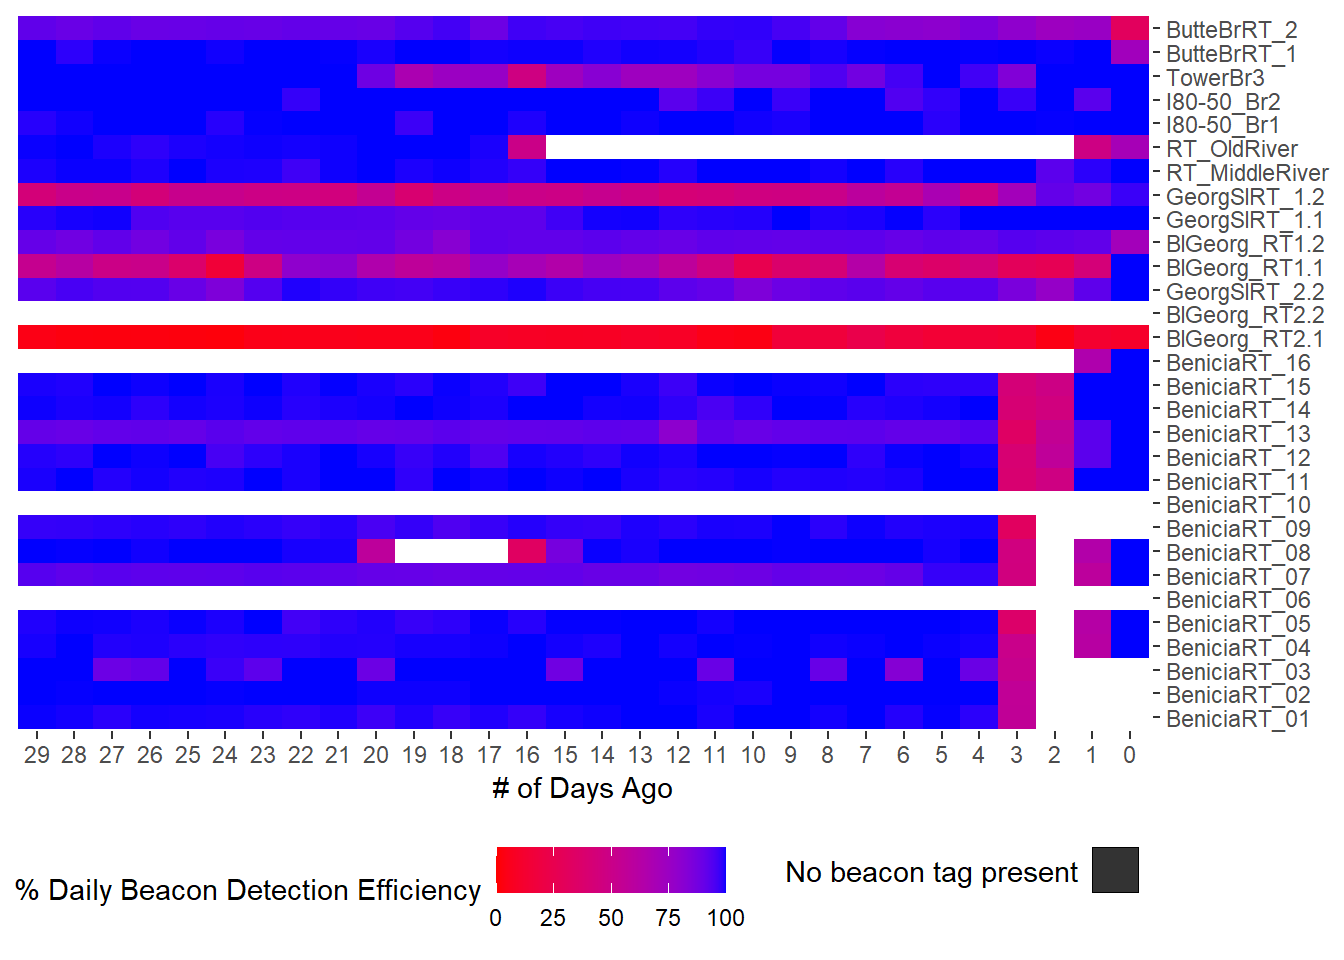 ButteBrRT_2
ButteBrRT_1
TowerBr3
I80-50_Br2
I80-50_Br1
RT_OldRiver
RT_MiddleRiver
GeorgSlRT_1.2
GeorgSlRT_1.1
BlGeorg_RT1.2
BlGeorg_RT1.1
GeorgSlRT_2.2
BlGeorg_RT2.2
BlGeorg_RT2.1
BeniciaRT_16
BeniciaRT_15
BeniciaRT_14
BeniciaRT_13
BeniciaRT_12
BeniciaRT_11
BeniciaRT_10
BeniciaRT_09
BeniciaRT_08
BeniciaRT_07
BeniciaRT_06
BeniciaRT_05
BeniciaRT_04
BeniciaRT_03
BeniciaRT_02
BeniciaRT_01
29 28 27 26 25 24 23 22 21 20 19 18 17 16 15 14 13 12 11 10 9 8 7 6 5 4 3 2 1 0
# of Days Ago
% Daily Beacon Detection Efficiency
0 25 50 75 100
No beacon tag present